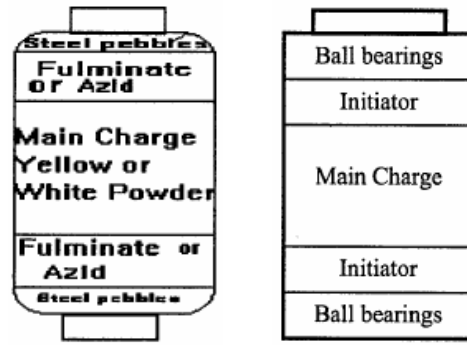 Steel pebbles
Fulminate
or Azid
Main Charge
Yellow or
White Powder
Fulminate or
Azid
Steel pebbles
Ball bearings
Initiator
Main Charge
Initiator
Ball bearings